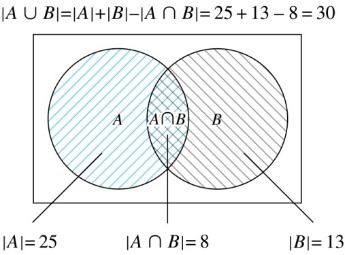 |A ∪ B|=|A|+|B|−|A ∩ B|= 25 + 13 − 8 = 30
A A∩B B
|A|= 25 |A ∩ B|= 8 |B|= 13